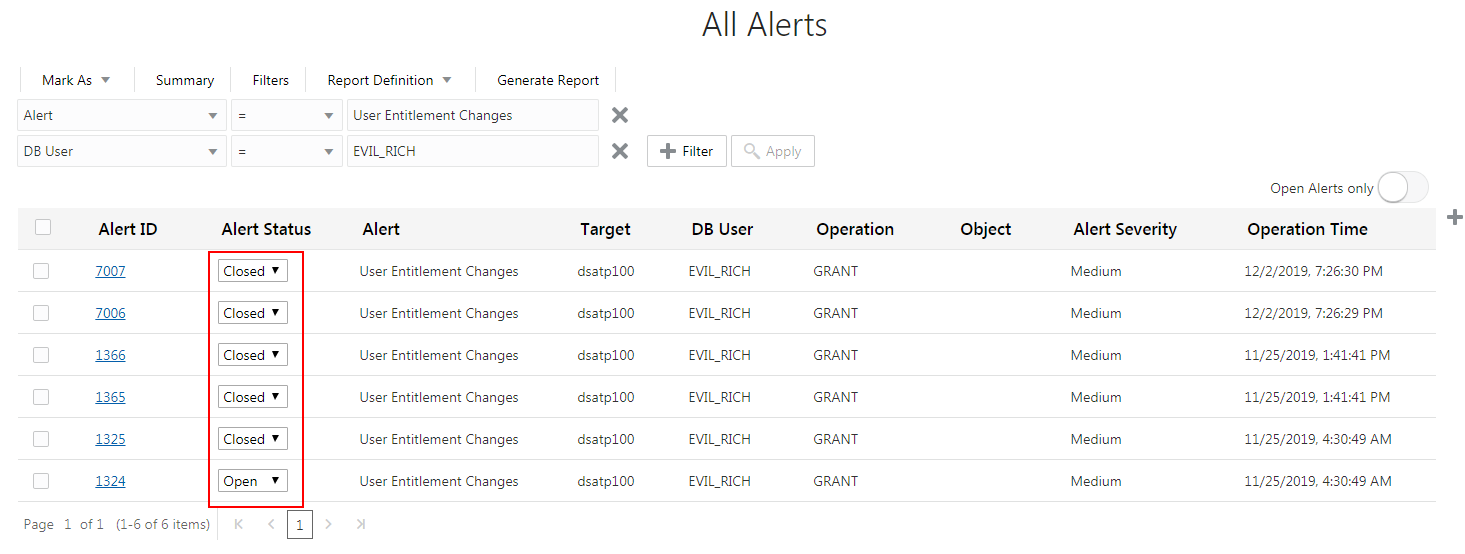 All Alerts
Mark As Summary Filters Report Definition Generate Report
Alert = User Entitlement Changes
DB User = EVIL_RICH Filter Apply
Open Alerts only
Alert ID Alert Status Alert Target DB User Operation Object Alert Severity Operation Time
7007 Closed User Entitlement Changes dsatp100 EVIL_RICH GRANT Medium 12/2/2019, 7:26:30 PM
7006 Closed User Entitlement Changes dsatp100 EVIL_RICH GRANT Medium 12/2/2019, 7:26:29 PM
1366 Closed User Entitlement Changes dsatp100 EVIL_RICH GRANT Medium 11/25/2019, 1:41:41 PM
1365 Closed User Entitlement Changes dsatp100 EVIL_RICH GRANT Medium 11/25/2019, 1:41:41 PM
1325 Closed User Entitlement Changes dsatp100 EVIL_RICH GRANT Medium 11/25/2019, 4:30:49 AM
1324 Open User Entitlement Changes dsatp100 EVIL_RICH GRANT Medium 11/25/2019, 4:30:49 AM
Page 1 of 1 (1-6 of 6 items) 1